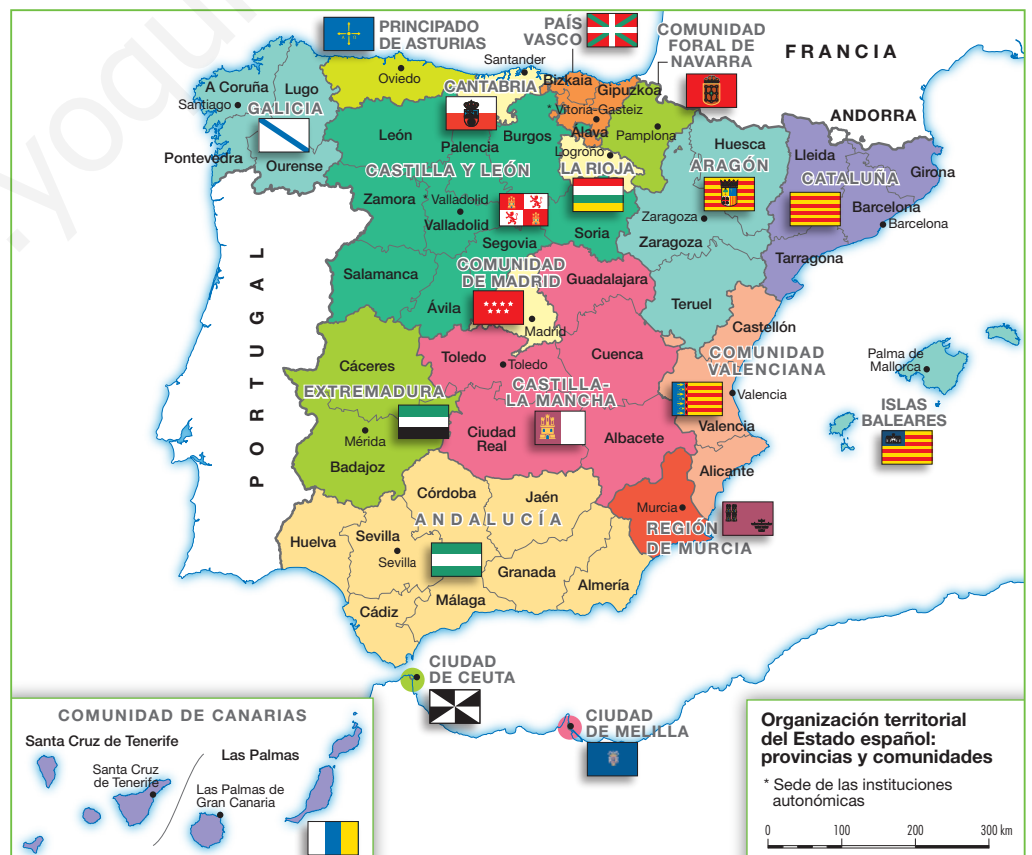 PRINCIPADO
DE ASTURIAS
PAÍS
VASCO
COMUNIDAD
FORAL DE
NAVARRA
FRANCIA
ANDORRA
Oviedo
Santander
CANTABRIA
Bizkaia
Gipuzkoa
Vitoria-Gasteiz
Álava
Pamplona
A Coruña
Lugo
Santiago
GALICIA
Pontevedra
Ourense
León
Palencia
Burgos
CASTILLA Y LEÓN
Zamora
Valladolid
Valladolid
Segovia
Soria
Salamanca
Ávila
Logroño
LA RIOJA
Huesca
ARAGÓN
Zaragoza
Zaragoza
Teruel
Lleida
Girona
CATALUÑA
Barcelona
Barcelona
Tarragona
COMUNIDAD
DE MADRID
Madrid
Guadalajara
Toledo
Toledo
Cuenca
CASTILLA-
LA MANCHA
Ciudad
Real
Albacete
Castellón
COMUNIDAD
VALENCIANA
Valencia
Valencia
Alicante
Palma de
Mallorca
ISLAS
BALEARES
PORTUGAL
Cáceres
EXTREMADURA
Mérida
Badajoz
Córdoba
Jaén
ANDALUCÍA
Huelva
Sevilla
Sevilla
Granada
Almería
Málaga
Cádiz
Murcia
REGIÓN
DE MURCIA
CIUDAD
DE CEUTA
CIUDAD
DE MELILLA
COMUNIDAD DE CANARIAS
Santa Cruz de Tenerife
Las Palmas
Santa Cruz
de Tenerife
Las Palmas de
Gran Canaria
Organización territorial
del Estado español:
provincias y comunidades
* Sede de las instituciones
autonómicas
0 100 200 300 km